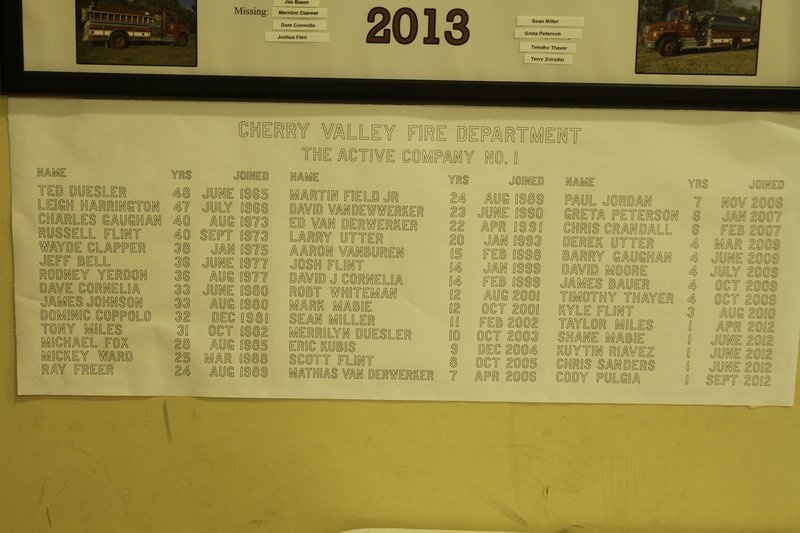 Jim Bauer
Missing: Merrilyn Clapper
Dom Coppollo
Joshua Flint
2013
Sean Miller
Greta Peterson
Timothy Thayer
Terry
CHERRY VALLEY FIRE DEPARTMENT
THE ACTIVE COMPANY NO. 1
NAME YRS JOINED NAME YRS JOINED NAME YRS JOINED
TED DUESLER 48 JUNE 1965 MARTIN FIELD JR 24 AUG 1989 PAUL JORDAN 7 NOV 2006
LEIGH HARRINGTON 47 JULY 1966 DAVID VANDEWWERKER 23 JUNE 1990 GRETA PETERSON 6 JAN 2007
CHARLES GAUGHAN 40 AUG 1973 ED VAN DERWERKER 22 APR 1991 CHRIS CRANDALL 6 FEB 2007
RUSSELL FLINT 40 SEPT 1973 LARRY UTTER 20 JAN 1993 DEREK UTTER 4 MAR 2009
WAYDE CLAPPER 38 JAN 1975 AARON VANBUREN 15 FEB 1998 BARRY GAUGHAN 4 JUNE 2009
JEFF BELL 36 JUNE 1977 JOSH FLINT 14 JAN 1999 DAVID MOORE 4 JULY 2009
RODNEY YERDON 36 AUG 1977 DAVID J CORNELIA 14 FEB 1999 JAMES BAUER 4 OCT 2009
DAVE CORNELIA 33 JUNE 1980 ROBT WHITEMAN 12 AUG 2001 TIMOTHY THAYER 4 OCT 2009
JAMES JOHNSON 33 AUG 1980 MARK MABIE 12 OCT 2001 KYLE FLINT 3 AUG 2010
DOMINIC COPPOLO 32 DEC 1981 SEAN MILLER 11 FEB 2002 TAYLOR MILES 1 APR 2012
TONY MILES 31 OCT 1982 MERRILYN DUESLER 10 OCT 2003 SHANE MABIE 1 JUNE 2012
MICHAEL FOX 28 AUG 1985 ERIC KUBIS 9 DEC 2004 KUYTIN RIAVEZ 1 JUNE 2012
MICKEY WARD 25 MAR 1988 SCOTT FLINT 8 OCT 2005 CHRIS SANDERS 1 JUNE 2012
RAY FREER 24 AUG 1989 MATHIAS VAN DERWERKER 7 APR 2006 CODY PULGIA 1 SEPT 2012